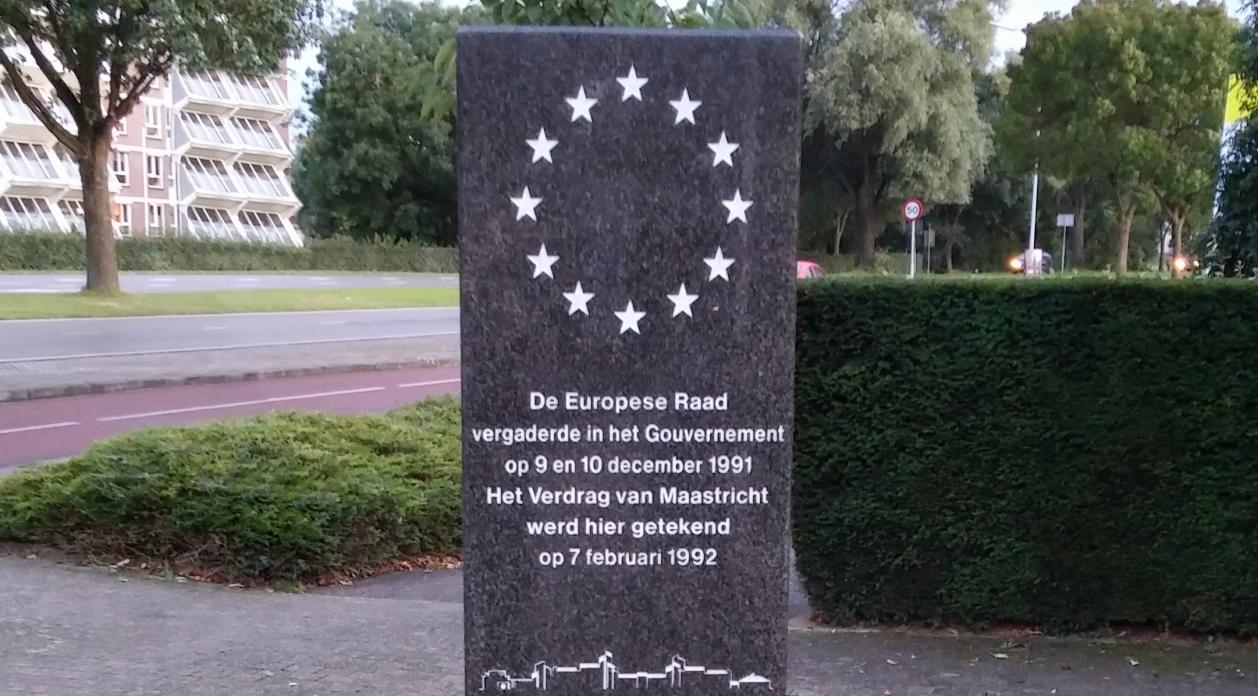 De Europese Raad
vergaderde in het Gouvernement
op 9 en 10 december 1991
Het Verdrag van Maastricht
werd hier getekend
op 7 februari 1992
50